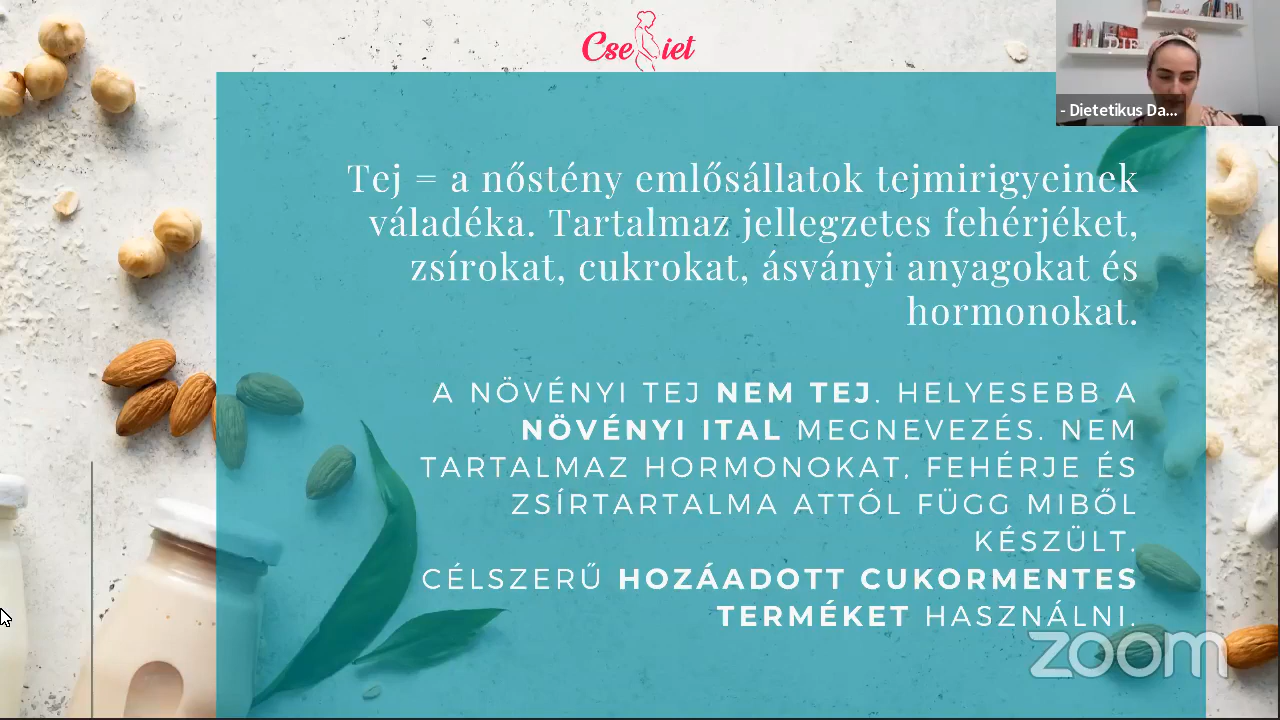 Cse iet
DIE
- Dietetikus Da...
Tej = a nőstény emlősállatok tejmirigyeinek
váladéka. Tartalmaz jellegzetes fehérjéket,
zsírokat, cukrokat, ásványi anyagokat és
hormonokat.
A NÖVÉNYI TEJ NEM TEJ. HELYESEBB A
NÖVÉNYI ITAL MEGNEVEZÉS. NEM
TARTALMAZ HORMONOKAT, FEHÉRJE ÉS
ZSÍRTARTALMA ATTÓL FÜGG MIBŐL
KÉSZÜLT.
CÉLSZERŰ HOZÁADOTT CUKORMENTES
TERMÉKET HASZNÁLNI.
zoom